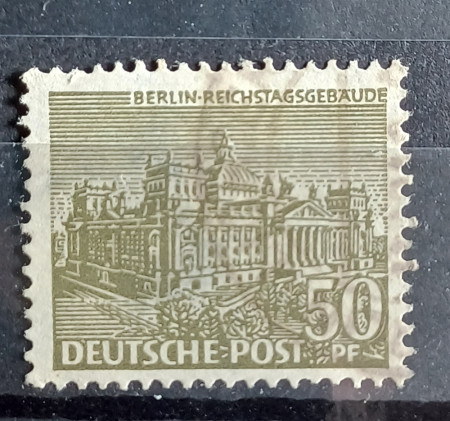 BERLIN·REICHSTAGSGEBÄUDE
50
DEUTSCHE·POST PF